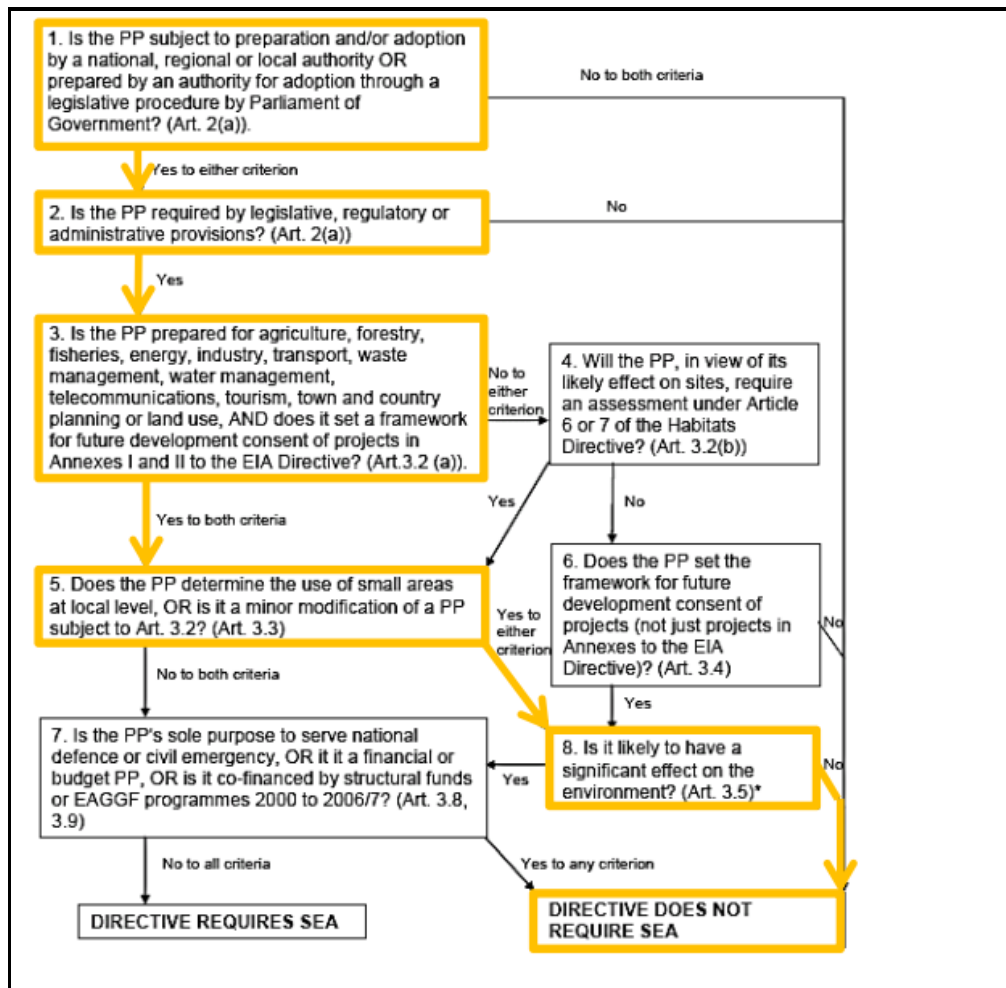 1. Is the PP subject to preparation and/or adoption
by a national, regional or local authority OR
prepared by an authority for adoption through a
legislative procedure by Parliament of
Government? (Art. 2(a)).
No to both criteria
Yes to either criterion
2. Is the PP required by legislative, regulatory or
administrative provisions? (Art. 2(a))
No
Yes
3. Is the PP prepared for agriculture, forestry,
fisheries, energy, industry, transport, waste
management, water management,
telecommunications, tourism, town and country
planning or land use, AND does it set a framework
for future development consent of projects in
Annexes I and II to the EIA Directive? (Art.3.2 (a)).
No to
either
criterion
4. Will the PP, in view of its
likely effect on sites, require
an assessment under Article
6 or 7 of the Habitats
Directive? (Art. 3.2(b))
Yes to both criteria
Yes
No
5. Does the PP determine the use of small areas
at local level, OR is it a minor modification of a PP
subject to Art. 3.2? (Art. 3.3)
Yes to
either
criterion
6. Does the PP set the
framework for future
development consent of
projects (not just projects in
Annexes to the EIA
Directive)? (Art. 3.4)
No
No to both criteria
Yes
7. Is the PP's sole purpose to serve national
defence or civil emergency, OR it it a financial or
budget PP, OR is it co-financed by structural funds
or EAGGF programmes 2000 to 2006/7? (Art. 3.8,
3.9)
Yes
8. Is it likely to have a
significant effect on the
environment? (Art. 3.5)*
No
No to all criteria
Yes to any criterion
DIRECTIVE REQUIRES SEA
DIRECTIVE DOES NOT
REQUIRE SEA